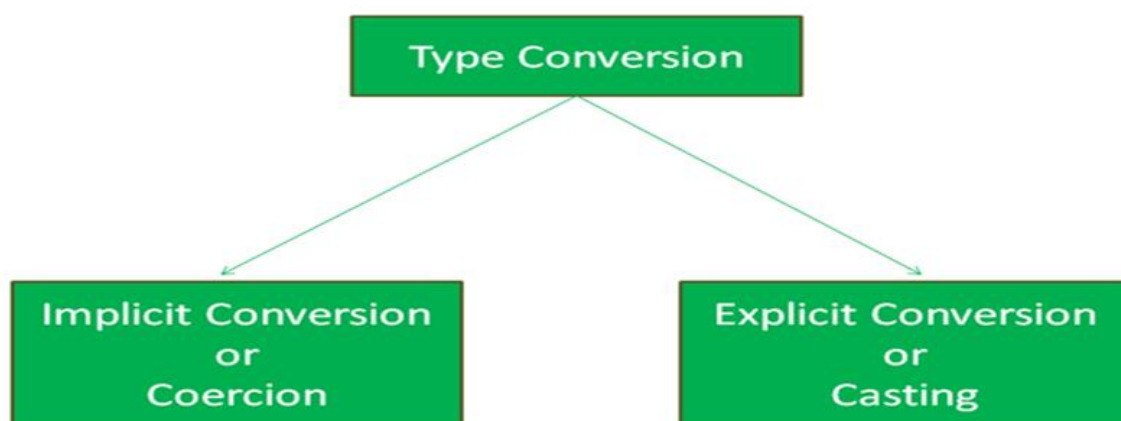 Type Conversion
Implicit Conversion
or
Coercion
Explicit Conversion
or
Casting